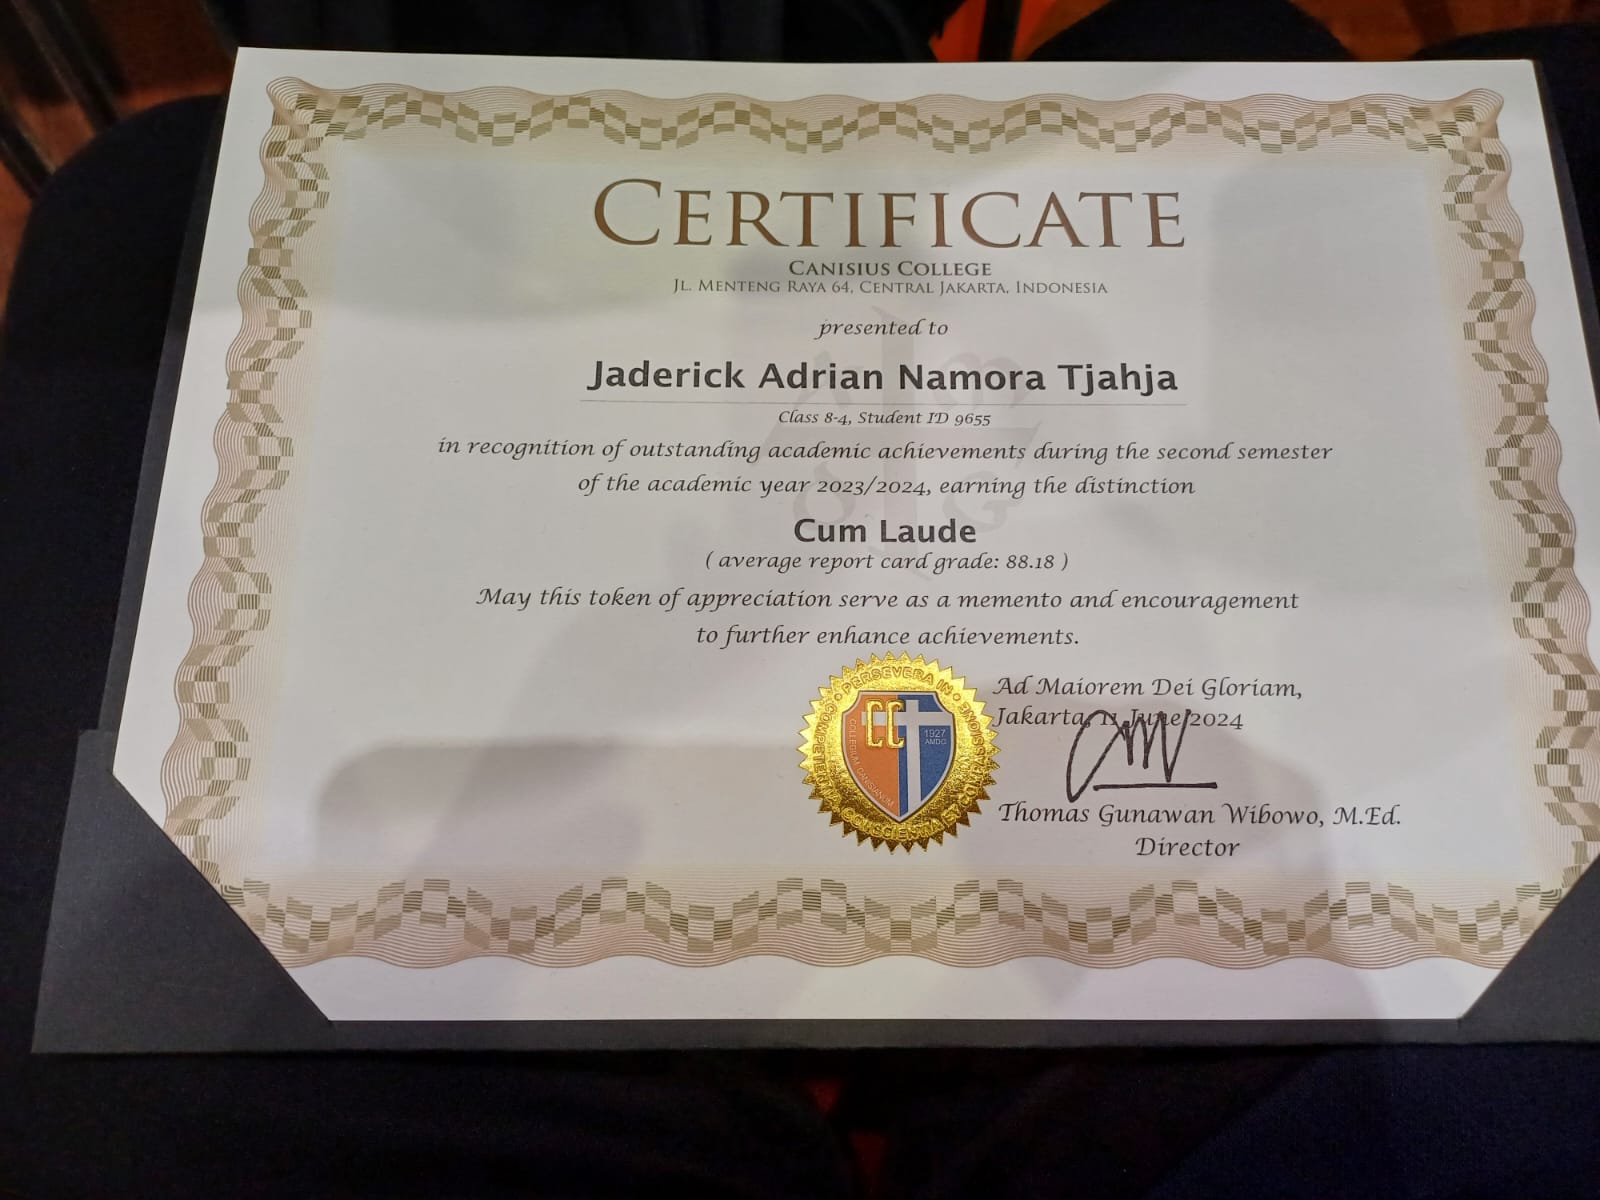 CERTIFICATE
CANISIUS COLLEGE
JL. MENTENG RAYA 64, CENTRAL JAKARTA, INDONESIA
presented to
Jaderick Adrian Namora Tjahja
Class 8-4, Student ID 9655
in recognition of outstanding academic achievements during the second semester
of the academic year 2023/2024, earning the distinction
Cum Laude
( average report card grade: 88.18 )
May this token of appreciation serve as a memento and encouragement
to further enhance achievements.
Ad Maiorem Dei Gloriam,
Jakarta, 11 June 2024
PERSEVERA IN
CC
1927
AMDG
COLLEGIUM CANISIANUM
Thomas Gunawan Wibowo, M.Ed.
Director